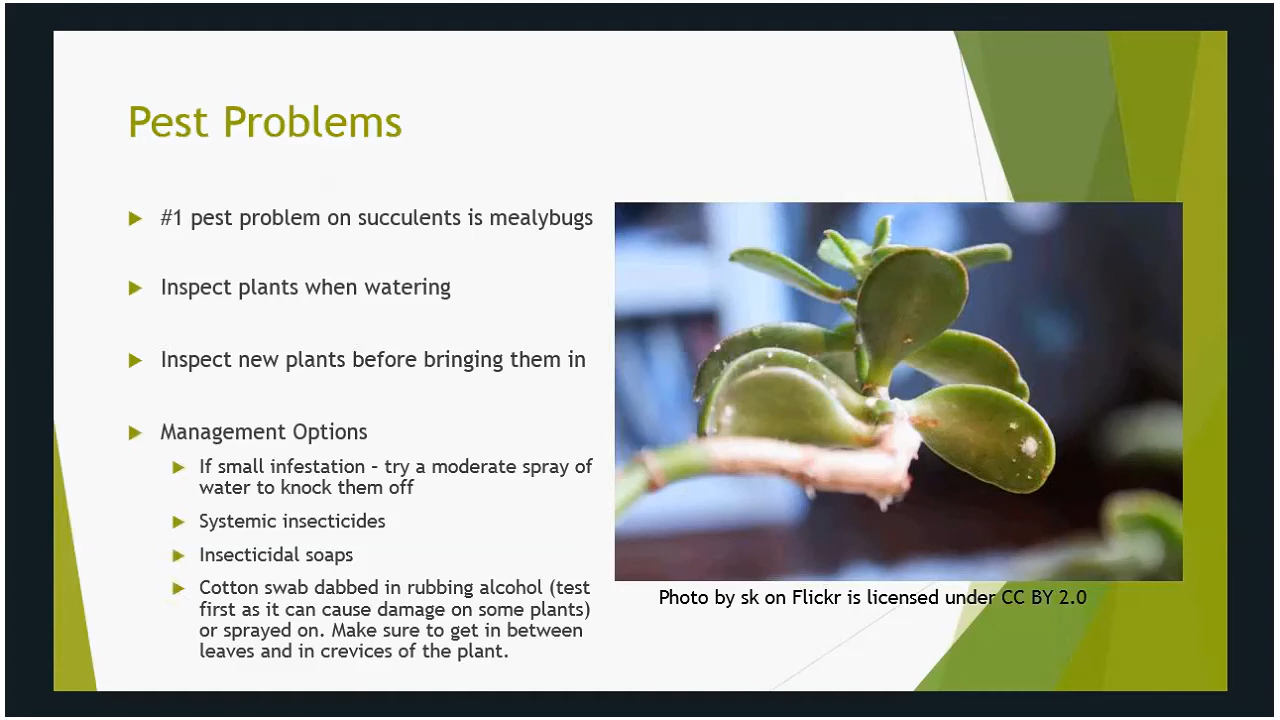 Pest Problems
#1 pest problem on succulents is mealybugs
Inspect plants when watering
Inspect new plants before bringing them in
Management Options
If small infestation – try a moderate spray of
water to knock them off
Systemic insecticides
Insecticidal soaps
Cotton swab dabbed in rubbing alcohol (test
first as it can cause damage on some plants)
or sprayed on. Make sure to get in between
leaves and in crevices of the plant.
Photo by sk on Flickr is licensed under CC BY 2.0